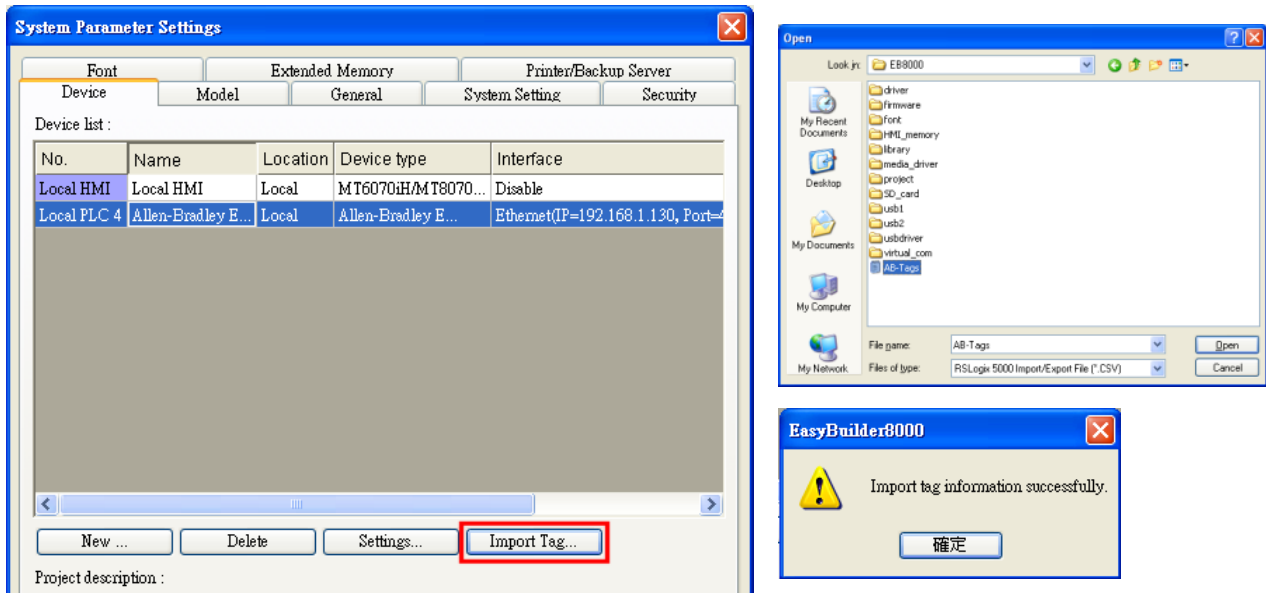 System Parameter Settings
Font Extended Memory Printer/Backup Server
Device Model General System Setting Security
Device list :
No. Name Location Device type Interface
Local HMI Local HMI Local MT6070iH/MT8070... Disable
Local PLC 4 Allen-Bradley E... Local Allen-Bradley E... Ethernet(IP=192.168.1.130, Port=4
New ... Delete Settings... Import Tag...
Project description :
Open
Look in: EB8000
My Recent Documents
Desktop
My Documents
My Computer
My Network
driver
firmware
font
HMI_memory
library
media_driver
project
SD_card
usb1
usb2
usbdriver
virtual_com
AB-Tags
File name: AB-Tags Open
Files of type: RSLogix 5000 Import/Export File (*.CSV) Cancel
EasyBuilder8000
Import tag information successfully.
確定